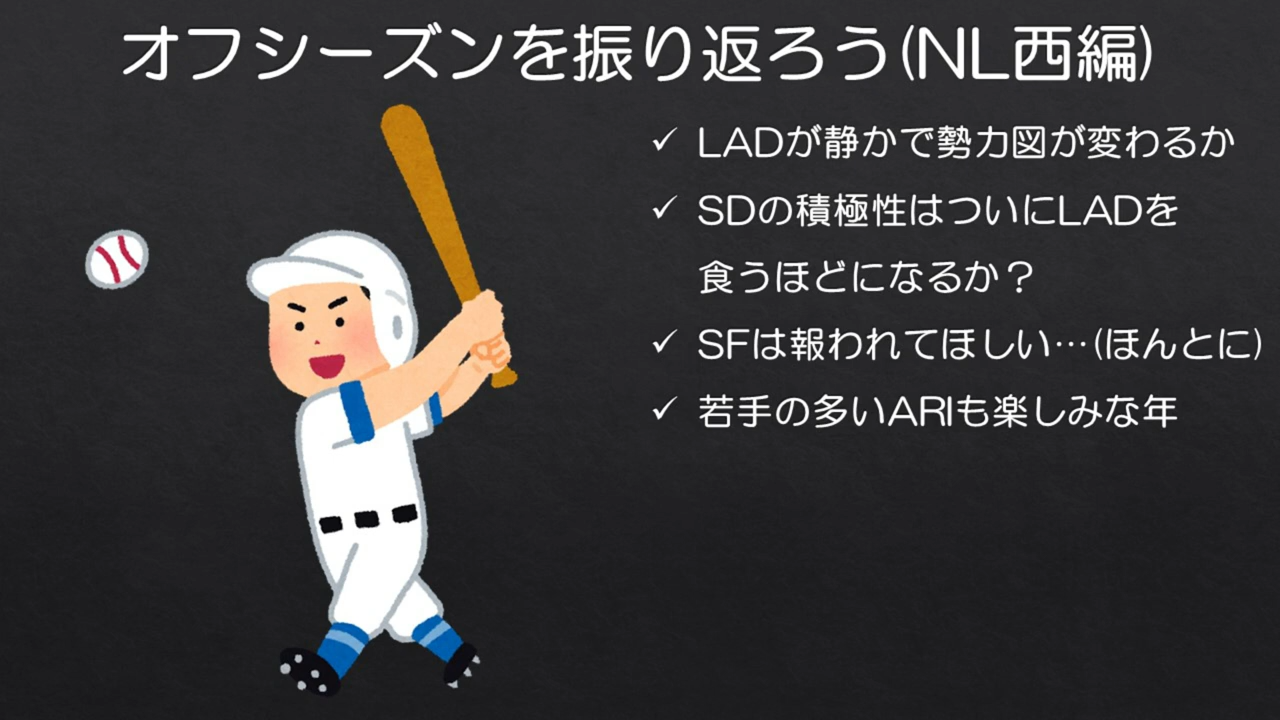 オフシーズンを振り返ろう(NL西編)
✓ LADが静かで勢力図が変わるか
✓ SDの積極性はついにLADを
食うほどになるか？
✓ SFは報われてほしい…(ほんとに)
✓ 若手の多いARIも楽しみな年